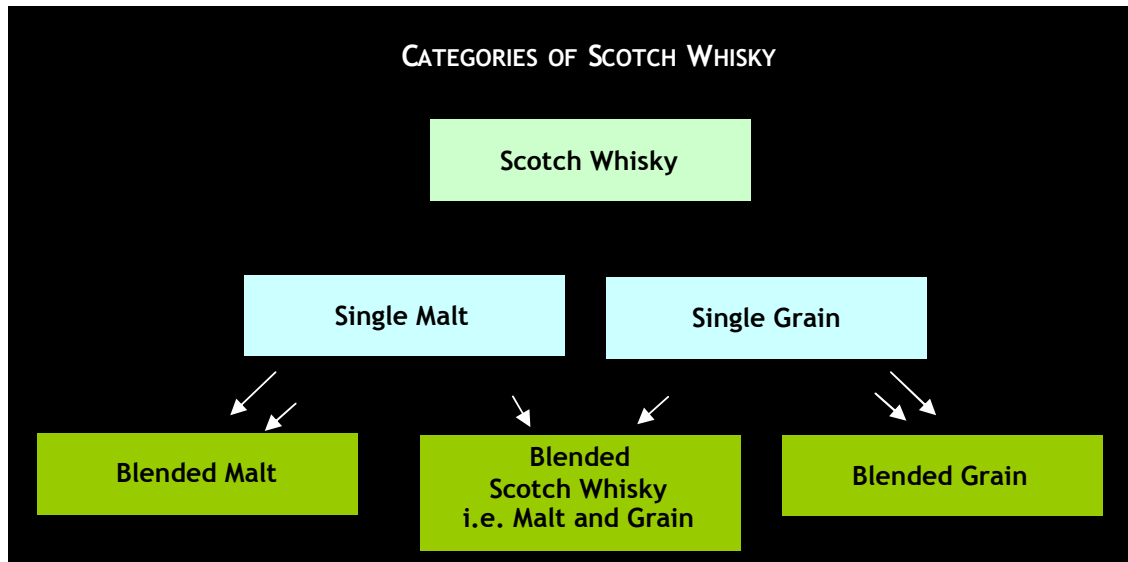 CATEGORIES OF SCOTCH WHISKY
Scotch Whisky
Single Malt
Single Grain
Blended Malt
Blended
Scotch Whisky
i.e. Malt and Grain
Blended Grain